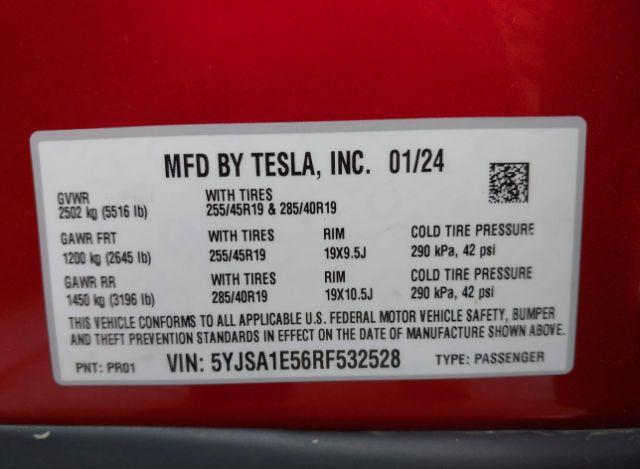 MFD BY TESLA, INC. 01/24
GVWR WITH TIRES
2502 kg (5516 lb) 255/45R19 & 285/40R19
GAWR FRT WITH TIRES RIM COLD TIRE PRESSURE
1200 kg (2645 lb) 255/45R19 19X9.5J 290 kPa, 42 psi
GAWR RR WITH TIRES RIM COLD TIRE PRESSURE
1450 kg (3196 lb) 285/40R19 19X10.5J 290 kPa, 42 psi
THIS VEHICLE CONFORMS TO ALL APPLICABLE U.S. FEDERAL MOTOR VEHICLE SAFETY, BUMPER
AND THEFT PREVENTION STANDARDS IN EFFECT ON THE DATE OF MANUFACTURE SHOWN ABOVE.
PNT: PR01 VIN: 5YJSA1E56RF532528 TYPE: PASSENGER